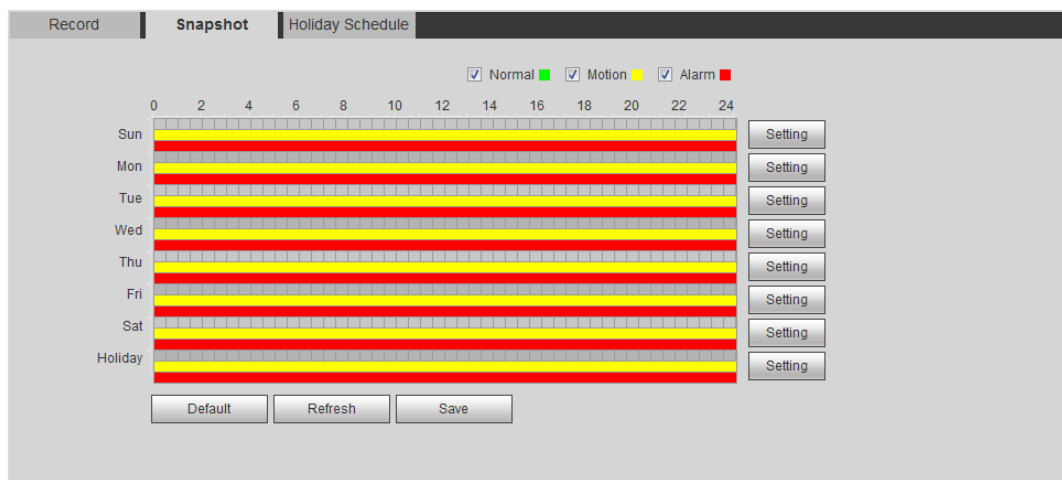 Record Snapshot Holiday Schedule
Normal Motion Alarm
0 2 4 6 8 10 12 14 16 18 20 22 24
Sun Setting
Mon Setting
Tue Setting
Wed Setting
Thu Setting
Fri Setting
Sat Setting
Holiday Setting
Default Refresh Save